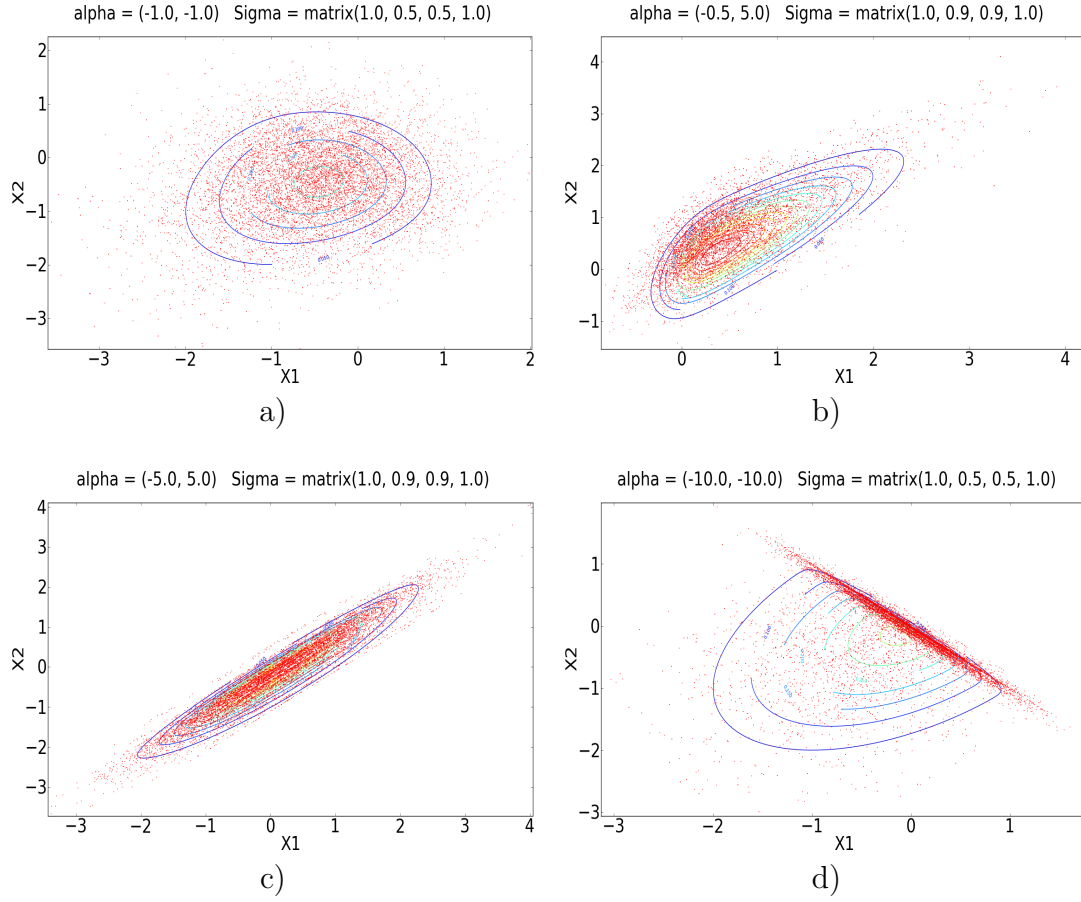 alpha = (-1.0, -1.0) Sigma = matrix(1.0, 0.5, 0.5, 1.0)
2
1
0
−1
−2
−3
X2
−3 −2 −1 0 1 2
X1
a)
alpha = (-0.5, 5.0) Sigma = matrix(1.0, 0.9, 0.9, 1.0)
4
3
2
1
0
−1
X2
0 1 2 3 4
X1
b)
alpha = (-5.0, 5.0) Sigma = matrix(1.0, 0.9, 0.9, 1.0)
4
3
2
1
0
−1
−2
−3
X2
−3 −2 −1 0 1 2 3 4
X1
c)
alpha = (-10.0, -10.0) Sigma = matrix(1.0, 0.5, 0.5, 1.0)
1
0
−1
−2
−3
X2
−3 −2 −1 0 1
X1
d)